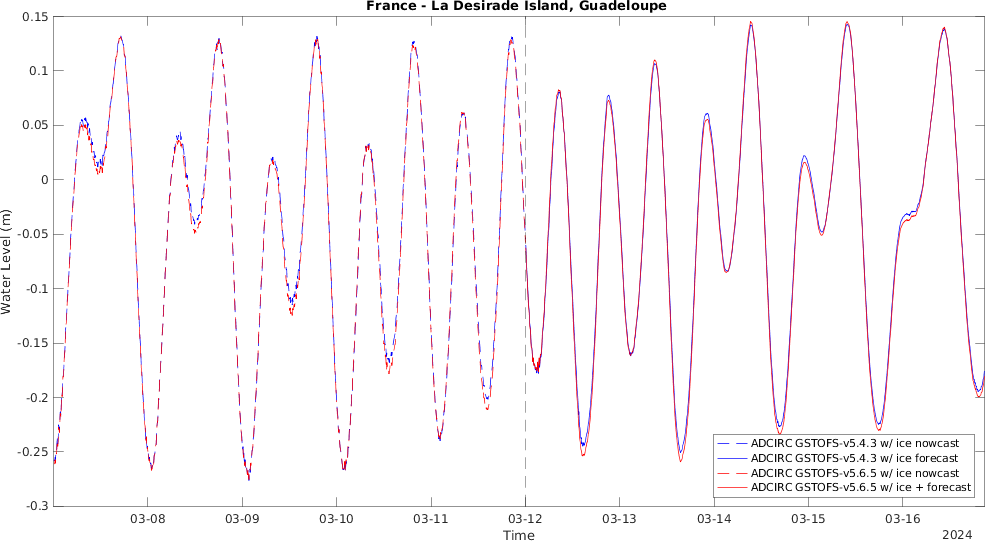 France - La Desirade Island, Guadeloupe
0.15
0.1
0.05
0
-0.05
-0.1
-0.15
-0.2
-0.25
-0.3
Water Level (m)
03-08 03-09 03-10 03-11 03-12 03-13 03-14 03-15 03-16
Time
2024
ADCIRC GSTOFS-v5.4.3 w/ ice nowcast
ADCIRC GSTOFS-v5.4.3 w/ ice forecast
ADCIRC GSTOFS-v5.6.5 w/ ice nowcast
ADCIRC GSTOFS-v5.6.5 w/ ice + forecast